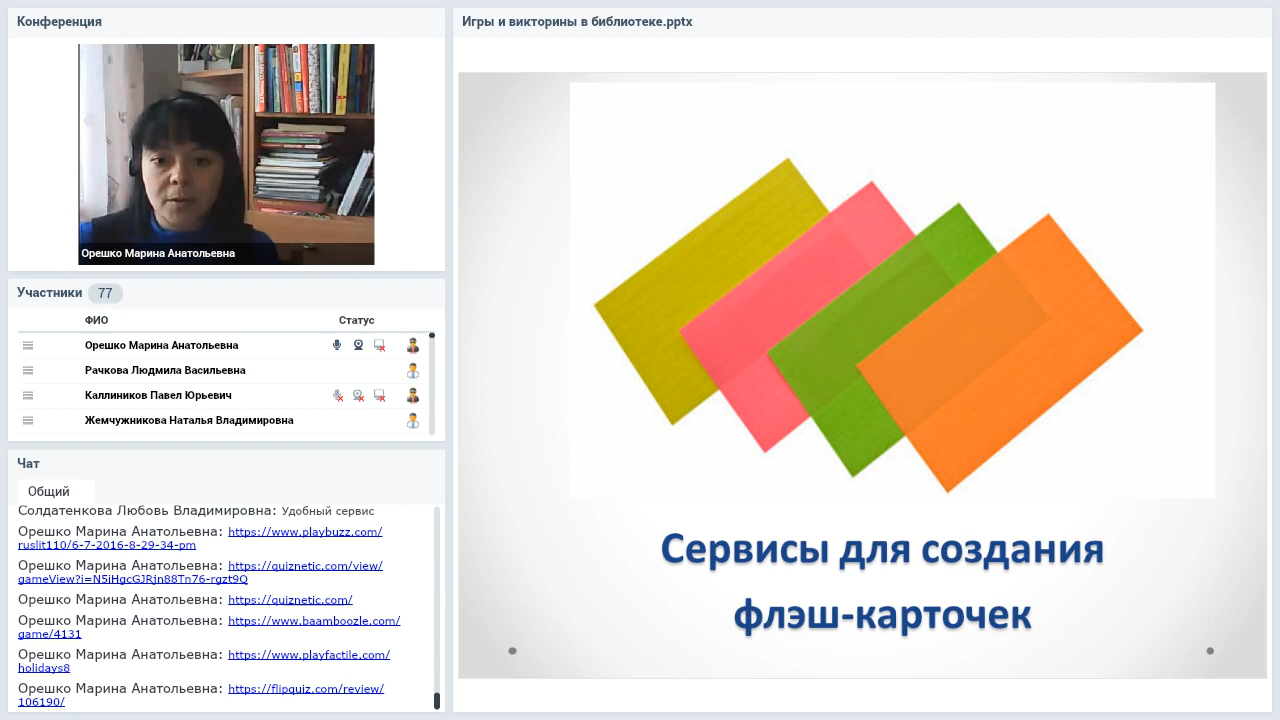 Конференция
Орешко Марина Анатольевна
Участники 77
ФИО Статус
Орешко Марина Анатольевна
Рачкова Людмила Васильевна
Каллиников Павел Юрьевич
Жемчужникова Наталья Владимировна
Чат
Общий
Солдатенкова Любовь Владимировна: Удобный сервис
Орешко Марина Анатольевна: https://www.playbuzz.com/
ruslit110/6-7-2016-8-29-34-pm
Орешко Марина Анатольевна: https://quiznetic.com/view/
gameView?i=N5iHgcGJRjn88Tn76-rgzt9Q
Орешко Марина Анатольевна: https://quiznetic.com/
Орешко Марина Анатольевна: https://www.baamboozle.com/
game/4131
Орешко Марина Анатольевна: https://www.playfactile.com/
holidays8
Орешко Марина Анатольевна: https://flipquiz.com/review/
106190/
Игры и викторины в библиотеке.pptx
Сервисы для создания
флэш-карточек